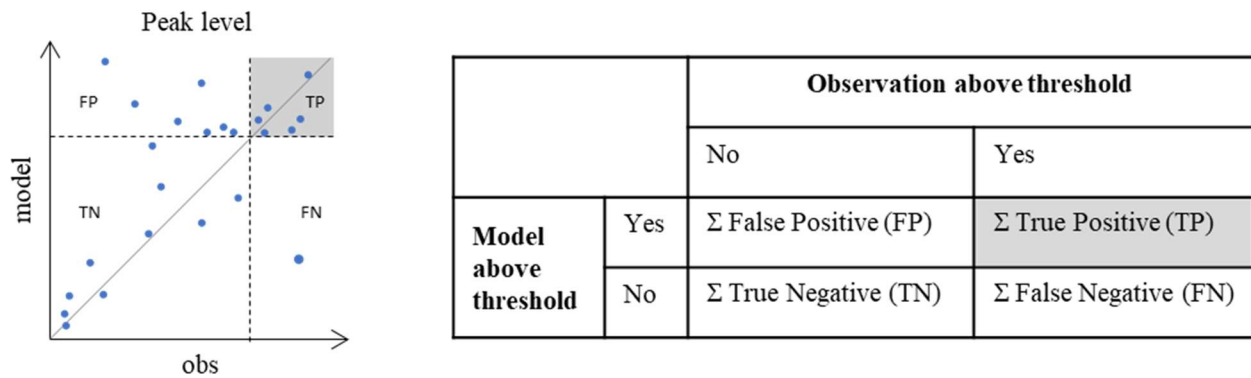 Peak level
FP
TP
TN
FN
model
obs
Observation above threshold
No
Yes
Model
above
threshold
Yes
Σ False Positive (FP)
Σ True Positive (TP)
No
Σ True Negative (TN)
Σ False Negative (FN)